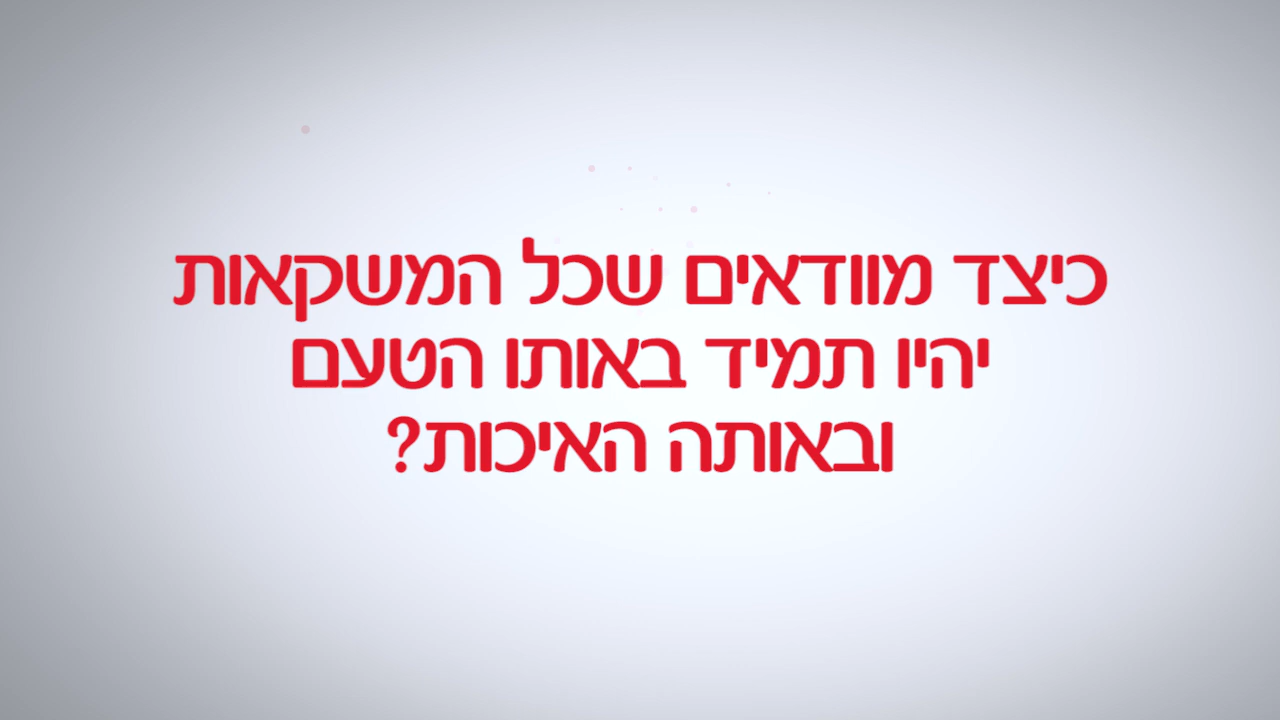 כיצד מוודאים שכל המשקאות
יהיו תמיד באותו הטעם
ובאותה האיכות?